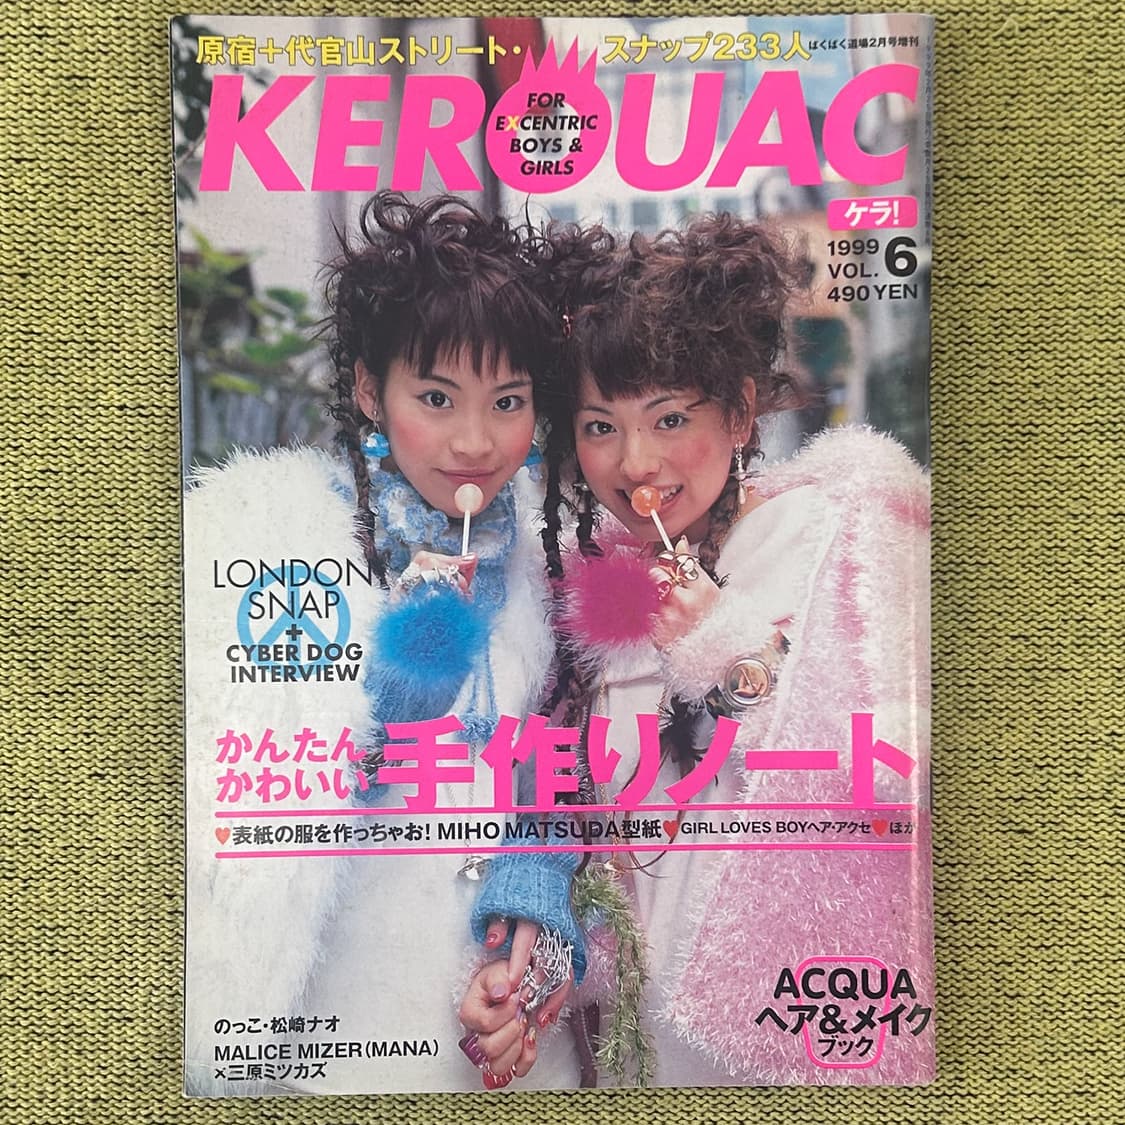 原宿+代官山ストリート・スナップ233人
ぱくぱく道場2月号増刊
KEROUAC
FOR
EXCENTRIC
BOYS &
GIRLS
ケラ!
1999
VOL. 6
490 YEN
LONDON
SNAP
+
CYBER DOG
INTERVIEW
かんたん
かわいい
手作りノート
♥表紙の服を作っちゃお! MIHO MATSUDA型紙♥GIRL LOVES BOYヘア・アクセ♥ほか
ACQUA
ヘア&メイク
ブック
のっこ・松崎ナオ
MALICE MIZER(MANA)
×三原ミツカズ